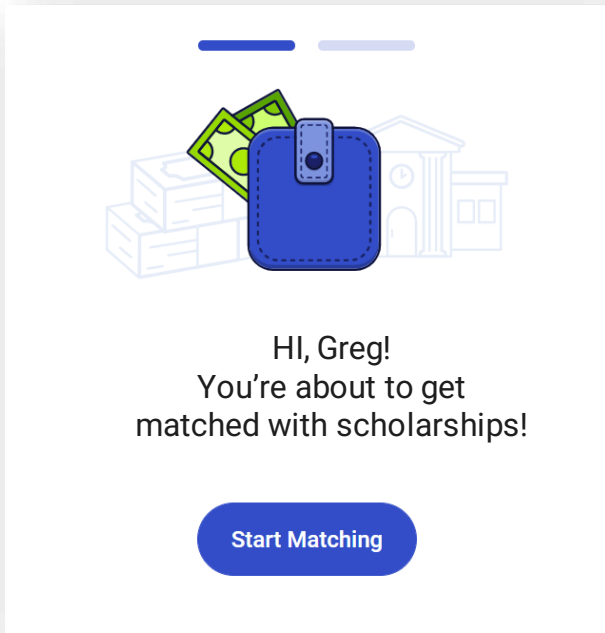 HI, Greg!
You’re about to get
matched with scholarships!
Start Matching